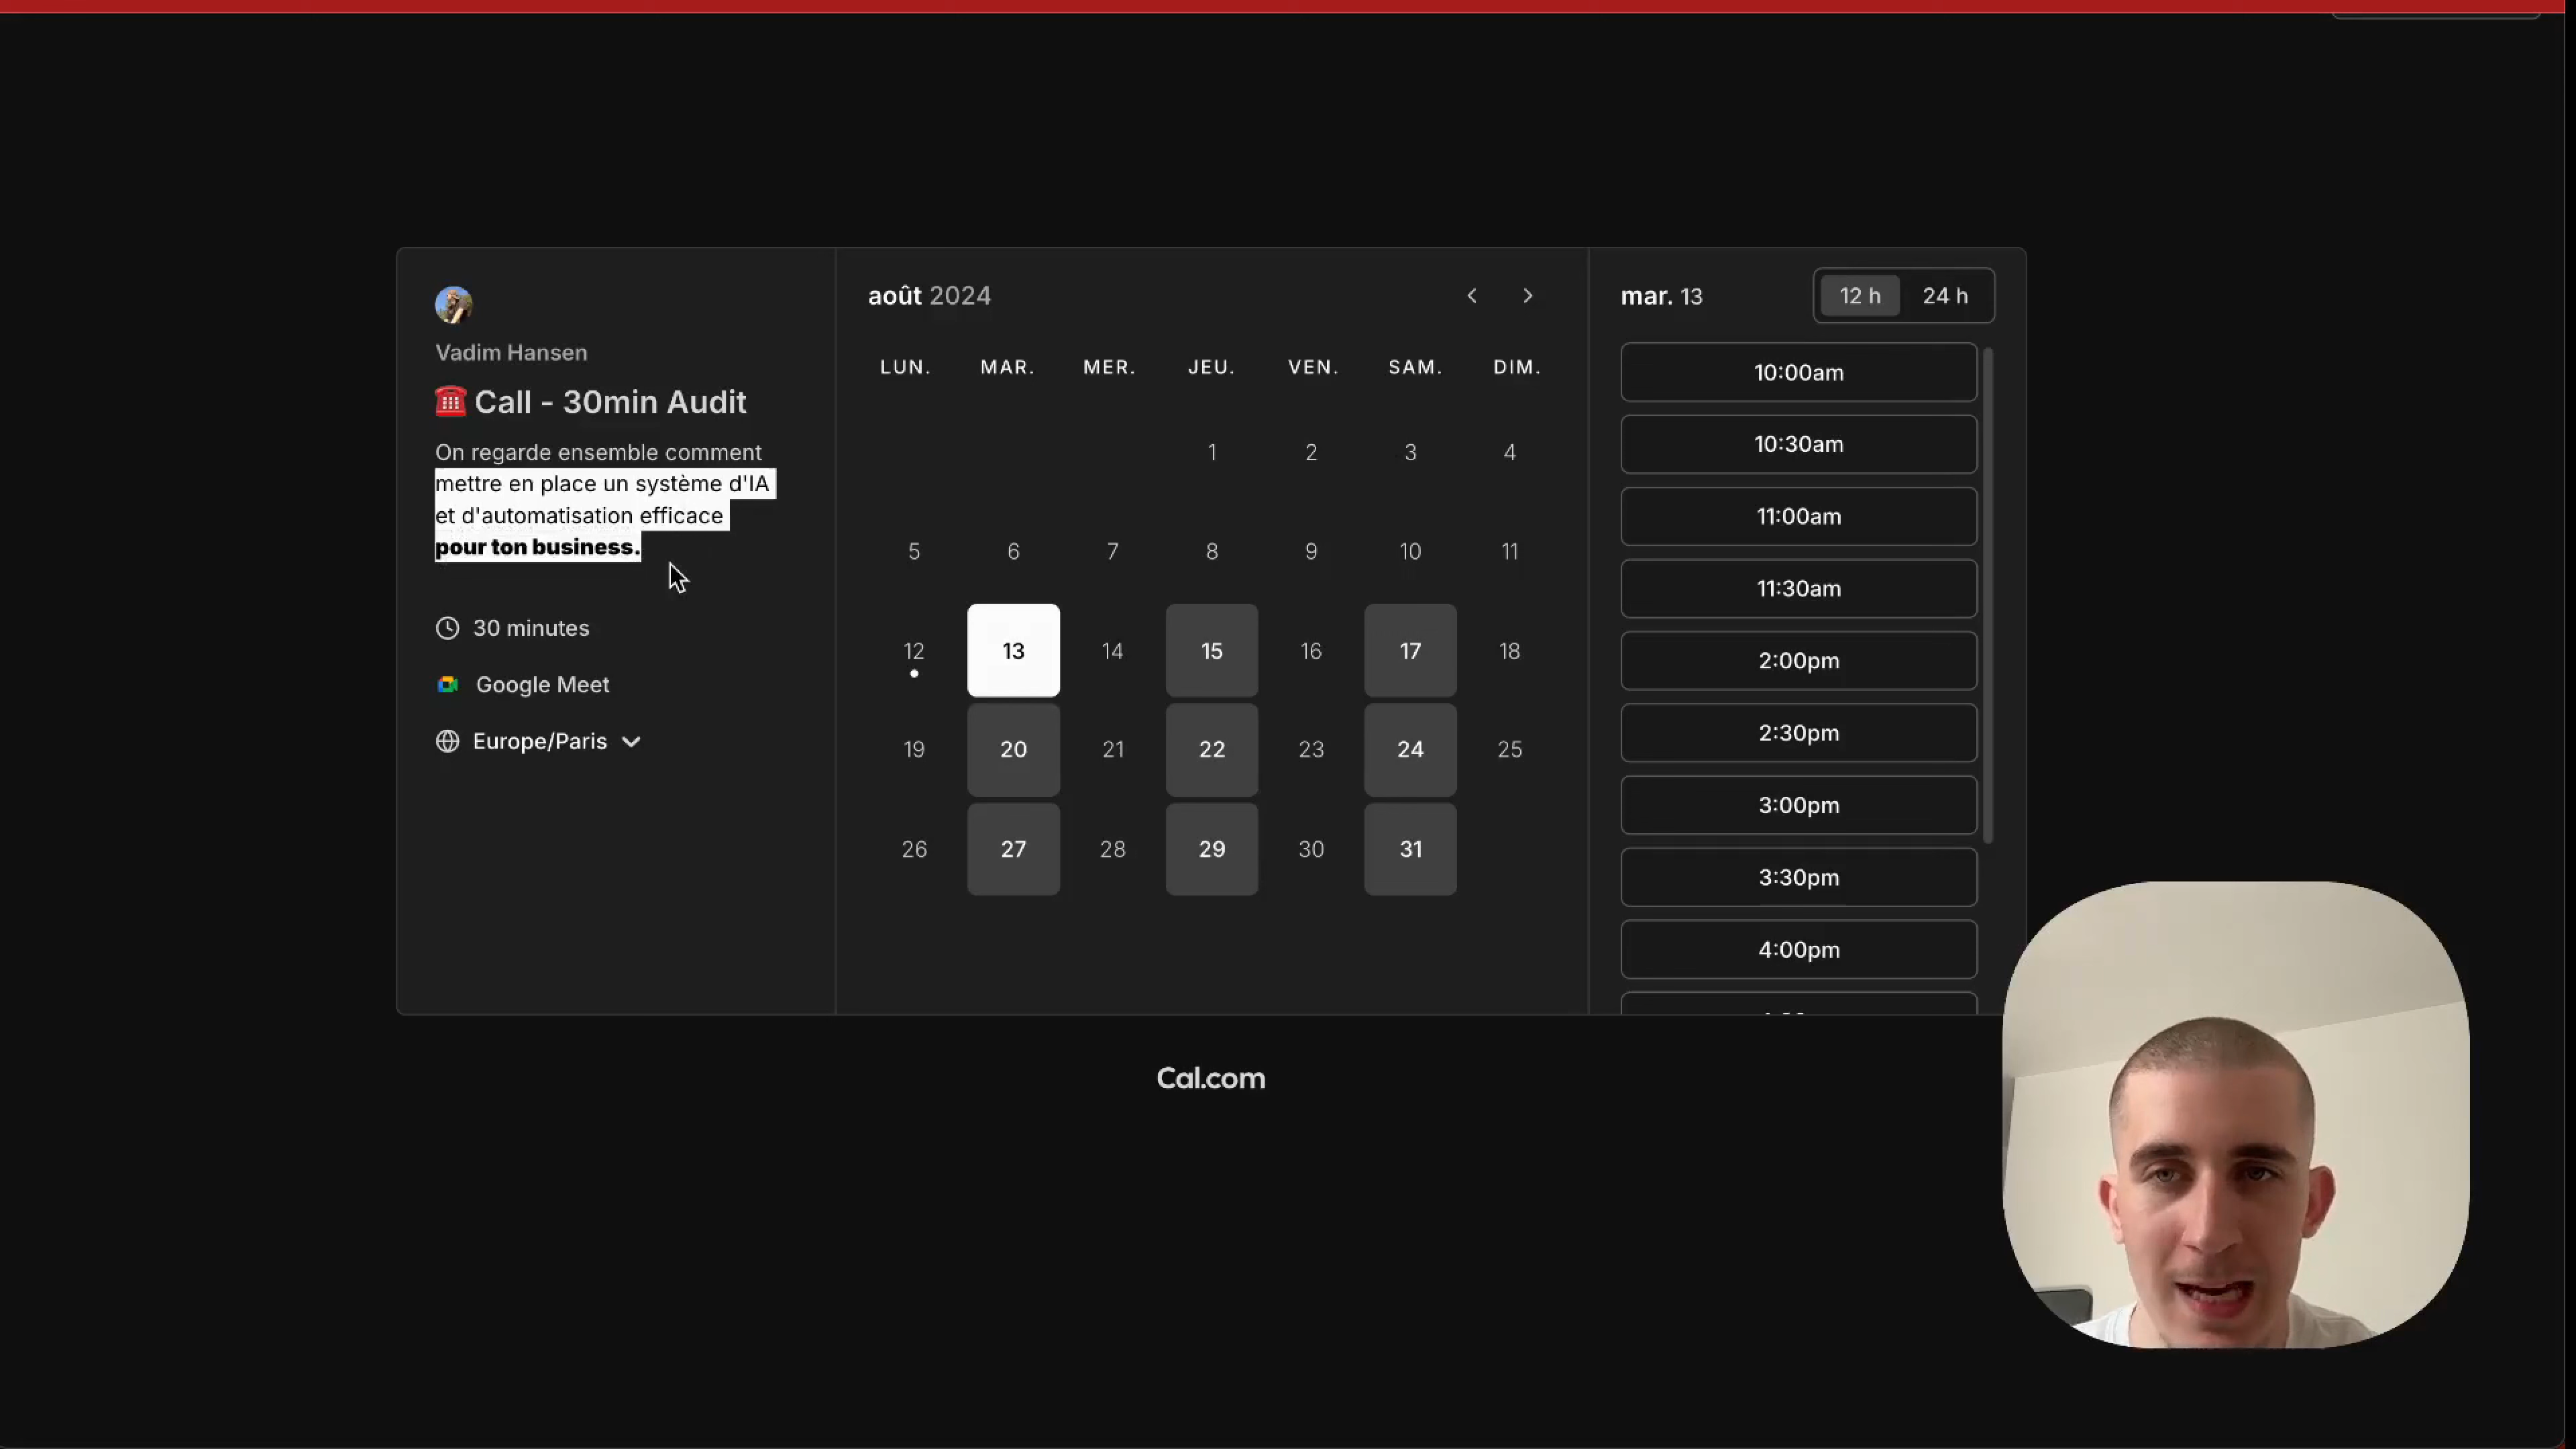 Vadim Hansen
☎️ Call - 30min Audit
On regarde ensemble comment
mettre en place un système d'IA
et d'automatisation efficace
pour ton business.
30 minutes
Google Meet
Europe/Paris
août 2024
LUN. MAR. MER. JEU. VEN. SAM. DIM.
1 2 3 4
5 6 7 8 9 10 11
12 13 14 15 16 17 18
19 20 21 22 23 24 25
26 27 28 29 30 31
mar. 13
12 h 24 h
10:00am
10:30am
11:00am
11:30am
2:00pm
2:30pm
3:00pm
3:30pm
4:00pm
Cal.com